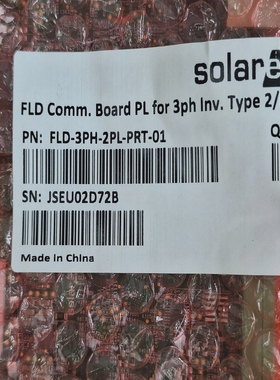 solar
FLD Comm. Board PL for 3ph Inv. Type 2/
PN: FLD-3PH-2PL-PRT-01
Q
SN: JSEU02D72B
Made in China